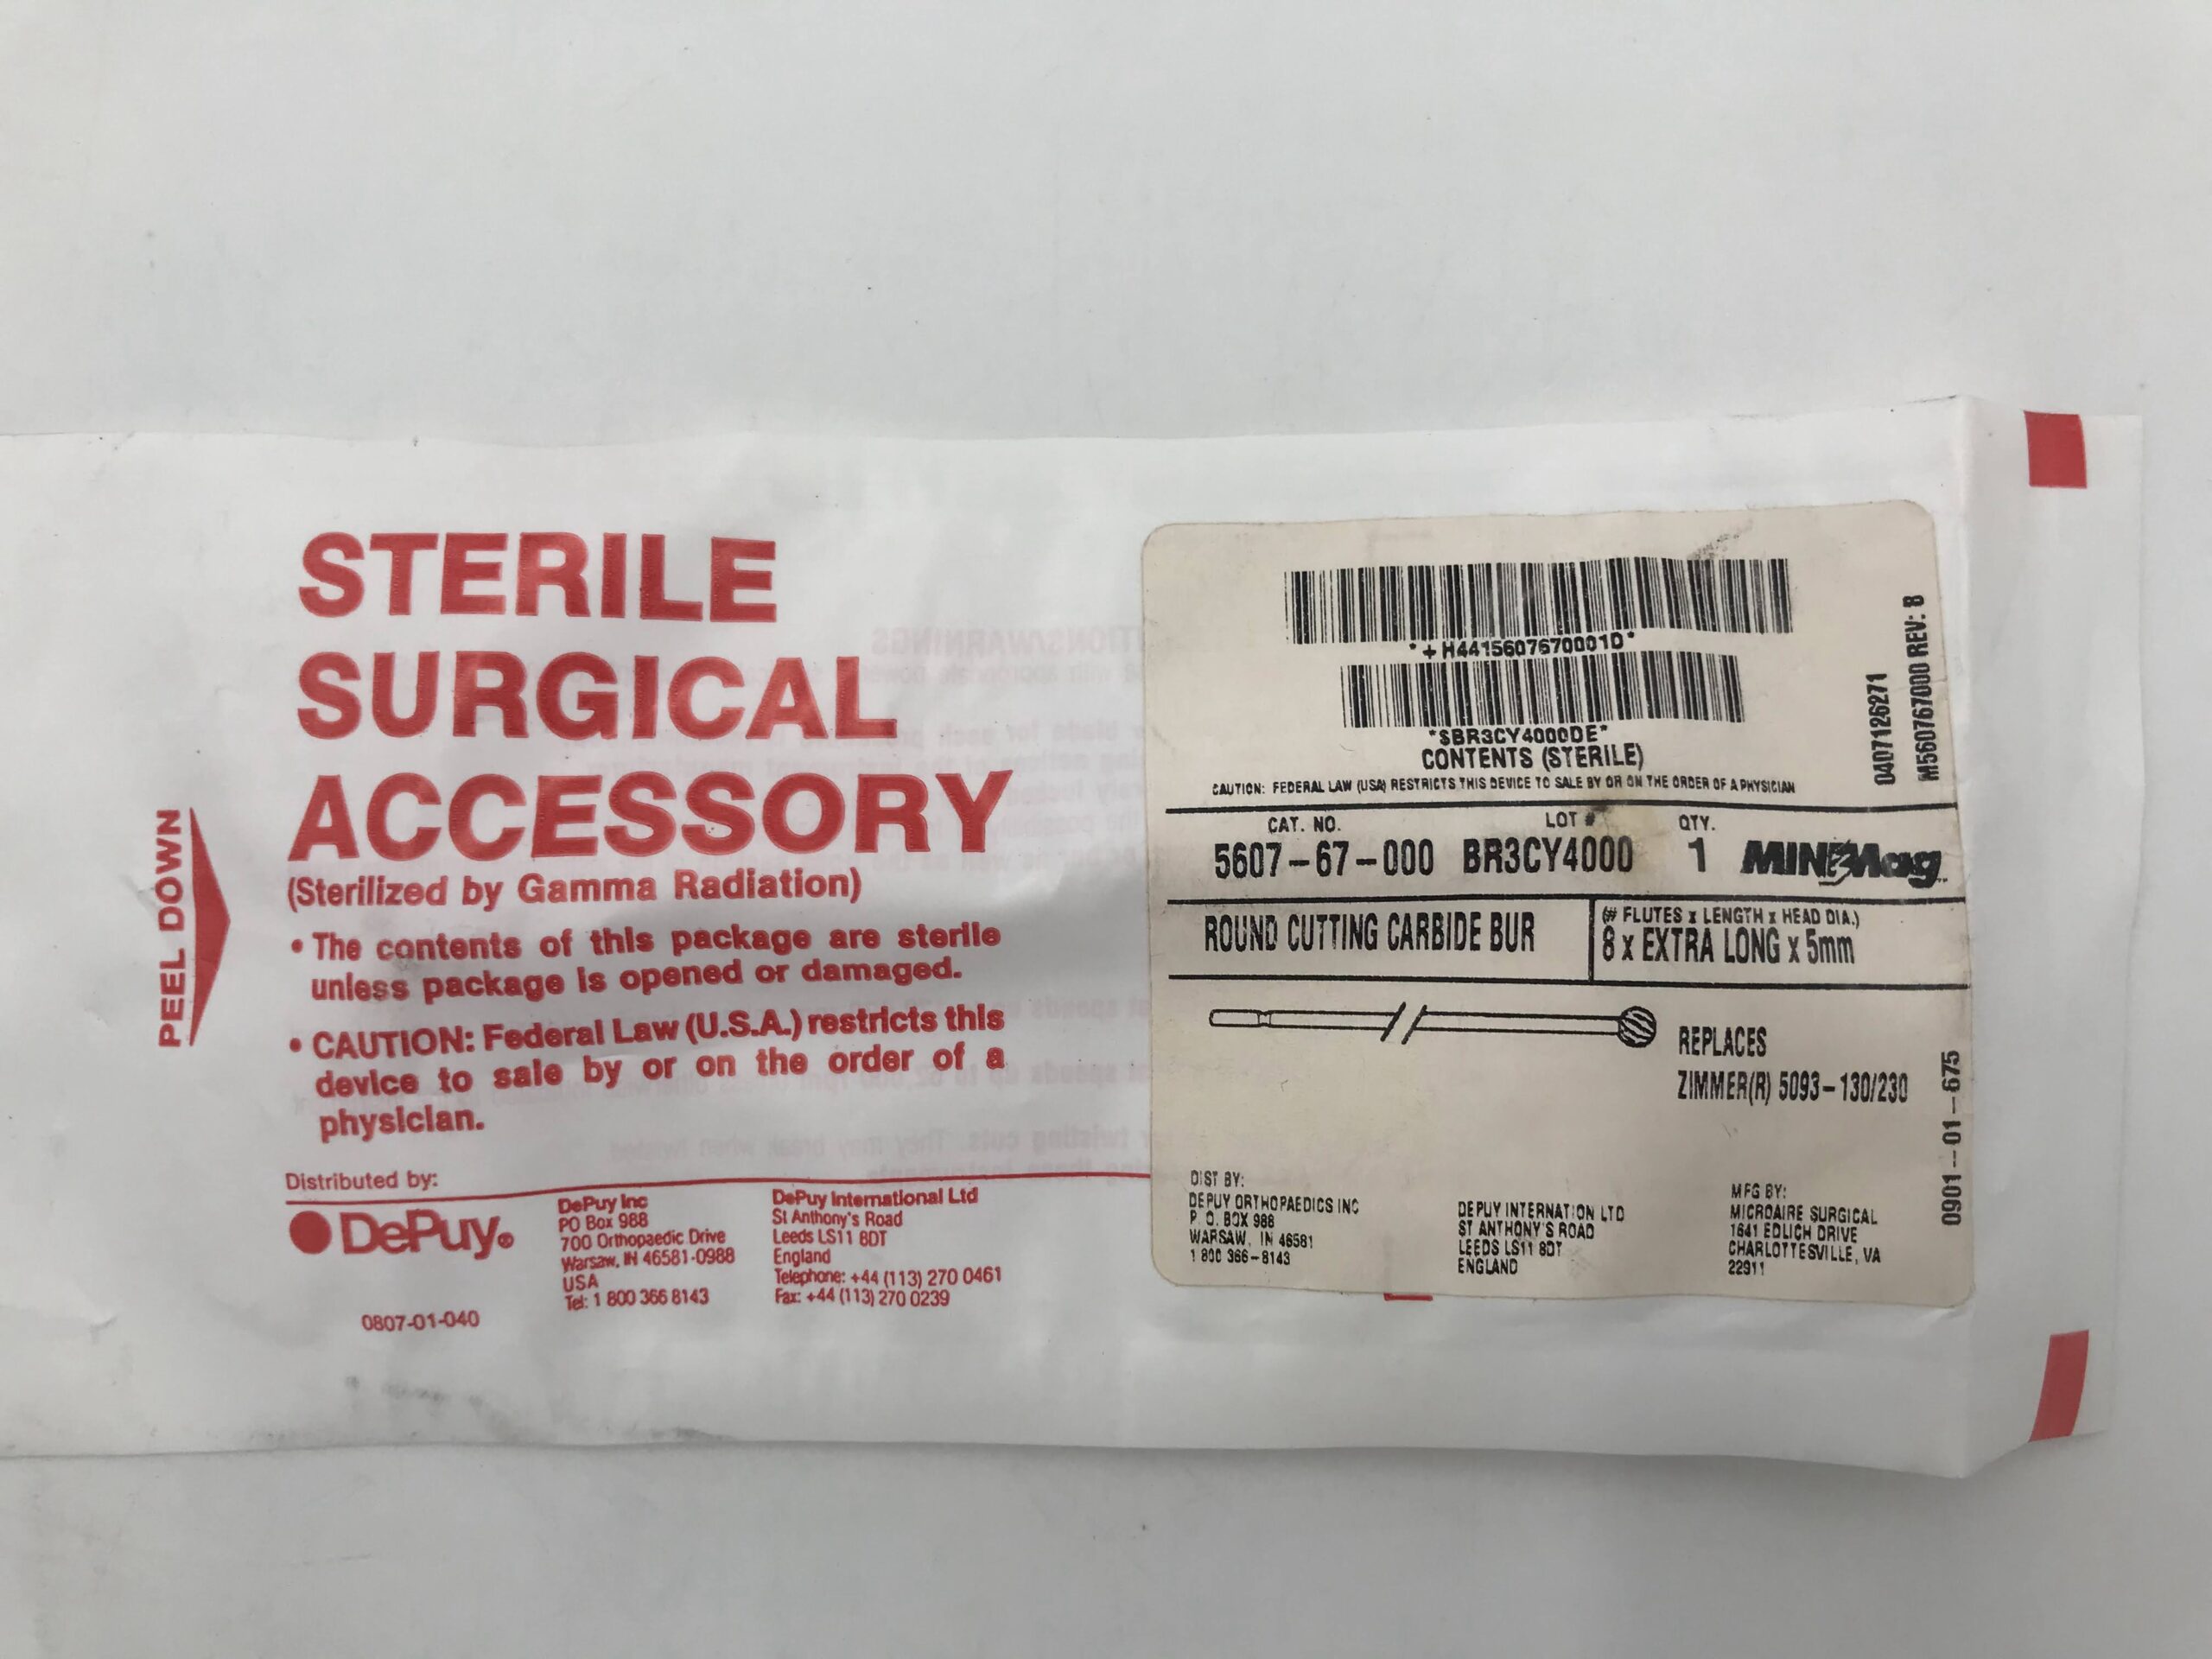 STERILE
SURGICAL
ACCESSORY
(Sterilized by Gamma Radiation)
• The contents of this package are sterile
unless package is opened or damaged.
• CAUTION: Federal Law (U.S.A.) restricts this
device to sale by or on the order of a
physician.
PEEL DOWN
Distributed by:
DePuy®
DePuy Inc
PO Box 988
700 Orthopaedic Drive
Warsaw, IN 46581-0988
USA
Tel: 1 800 366 8143
DePuy International Ltd
St Anthony's Road
Leeds LS11 8DT
England
Telephone: +44 (113) 270 0461
Fax: +44 (113) 270 0239
0807-01-040
*+H4415607670001D*
*SBR3CY4000DE*
CONTENTS (STERILE)
CAUTION: FEDERAL LAW (USA) RESTRICTS THIS DEVICE TO SALE BY OR ON THE ORDER OF A PHYSICIAN
0407126271
M560767000 REV: B
CAT. NO. LOT # QTY.
5607-67-000 BR3CY4000 1 MINIMag™
ROUND CUTTING CARBIDE BUR
(# FLUTES x LENGTH x HEAD DIA.)
8 x EXTRA LONG x 5mm
REPLACES
ZIMMER(R) 5093-130/230
0901-01-675
DIST BY:
DEPUY ORTHOPAEDICS INC
P. O. BOX 988
WARSAW, IN 46581
1 800 366-8143
DEPUY INTERNATION LTD
ST ANTHONY'S ROAD
LEEDS LS11 8DT
ENGLAND
MFG BY:
MICROAIRE SURGICAL
1641 EDLICH DRIVE
CHARLOTTESVILLE, VA
22911